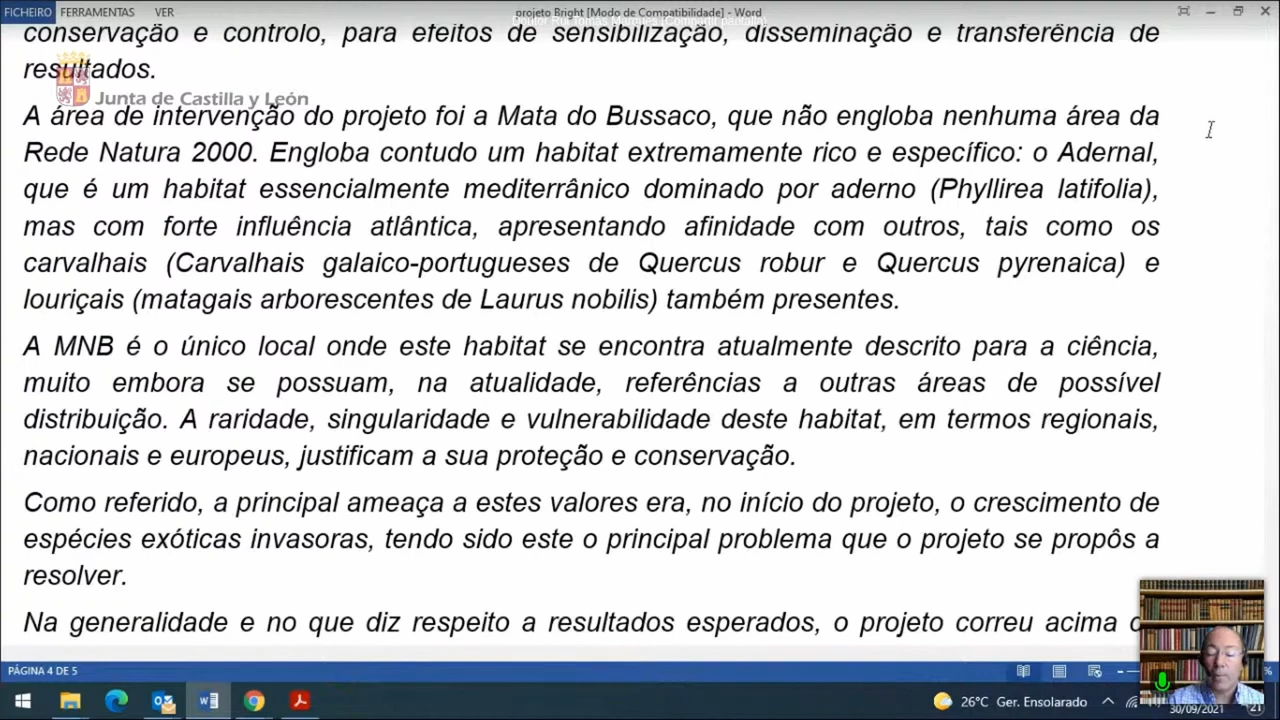 FICHEIRO FERRAMENTAS VER
projeto Bright [Modo de Compatibilidade] - Word
Doutor Rui Tomás Marques (Compartir pantalla)
conservação e controlo, para efeitos de sensibilização, disseminação e transferência de
resultados.
Junta de Castilla y León
A área de intervenção do projeto foi a Mata do Bussaco, que não engloba nenhuma área da
Rede Natura 2000. Engloba contudo um habitat extremamente rico e específico: o Adernal,
que é um habitat essencialmente mediterrânico dominado por aderno (Phyllirea latifolia),
mas com forte influência atlântica, apresentando afinidade com outros, tais como os
carvalhais (Carvalhais galaico-portugueses de Quercus robur e Quercus pyrenaica) e
louriçais (matagais arborescentes de Laurus nobilis) também presentes.
A MNB é o único local onde este habitat se encontra atualmente descrito para a ciência,
muito embora se possuam, na atualidade, referências a outras áreas de possível
distribuição. A raridade, singularidade e vulnerabilidade deste habitat, em termos regionais,
nacionais e europeus, justificam a sua proteção e conservação.
Como referido, a principal ameaça a estes valores era, no início do projeto, o crescimento de
espécies exóticas invasoras, tendo sido este o principal problema que o projeto se propôs a
resolver.
Na generalidade e no que diz respeito a resultados esperados, o projeto correu acima
PÁGINA 4 DE 5
%
26°C Ger. Ensolarado
30/09/2021
21